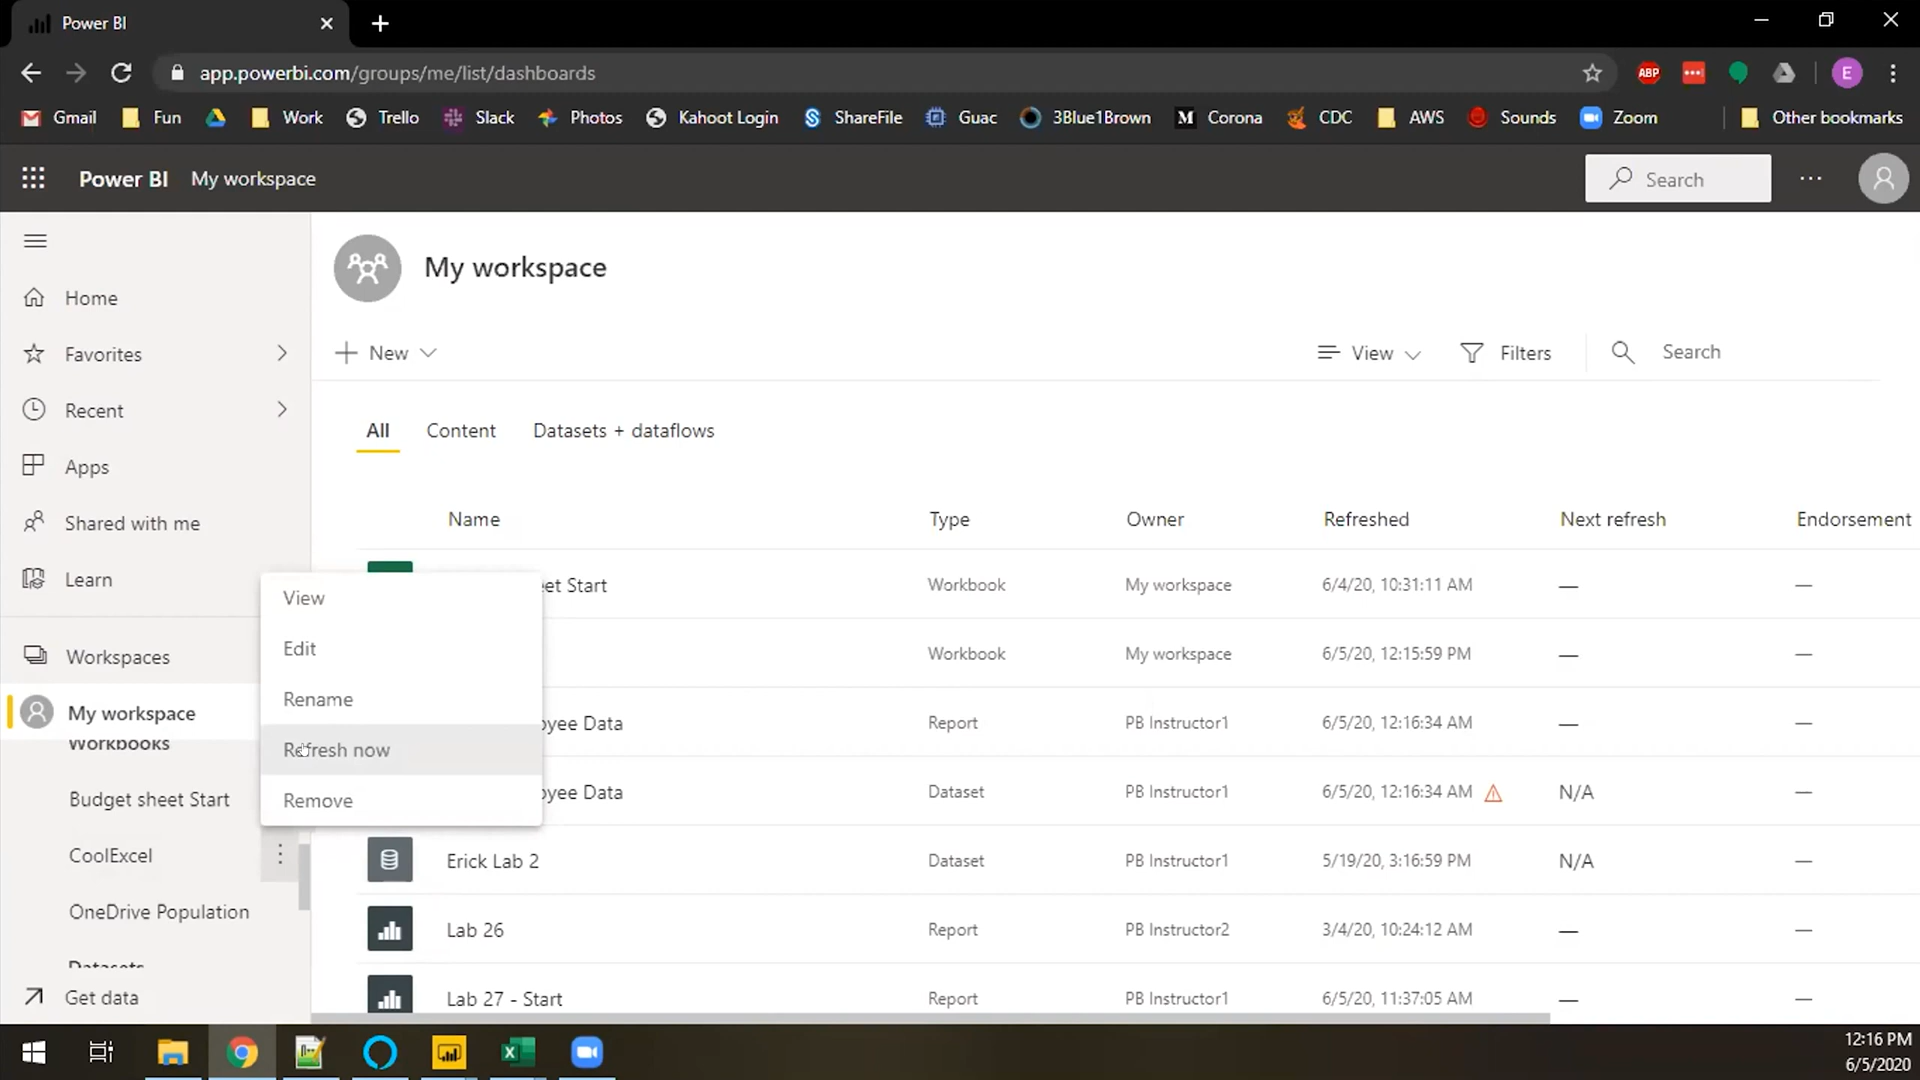 Power BI
app.powerbi.com/groups/me/list/dashboards
ABP
E
Gmail Fun Work Trello Slack Photos Kahoot Login ShareFile Guac 3Blue1Brown M Corona CDC AWS Sounds Zoom Other bookmarks
Power BI My workspace Search
Home
Favorites
Recent
Apps
Shared with me
Learn
Workspaces
My workspace
Workbooks
Budget sheet Start
CoolExcel
OneDrive Population
Datasets
Get data
View
Edit
Rename
Refresh now
Remove
My workspace
New View Filters Search
All Content Datasets + dataflows
Name Type Owner Refreshed Next refresh Endorsement
et Start Workbook My workspace 6/4/20, 10:31:11 AM — —
Workbook My workspace 6/5/20, 12:15:59 PM — —
oyee Data Report PB Instructor1 6/5/20, 12:16:34 AM — —
oyee Data Dataset PB Instructor1 6/5/20, 12:16:34 AM N/A —
Erick Lab 2 Dataset PB Instructor1 5/19/20, 3:16:59 PM N/A —
Lab 26 Report PB Instructor2 3/4/20, 10:24:12 AM — —
Lab 27 - Start Report PB Instructor1 6/5/20, 11:37:05 AM — —
12:16 PM
6/5/2020